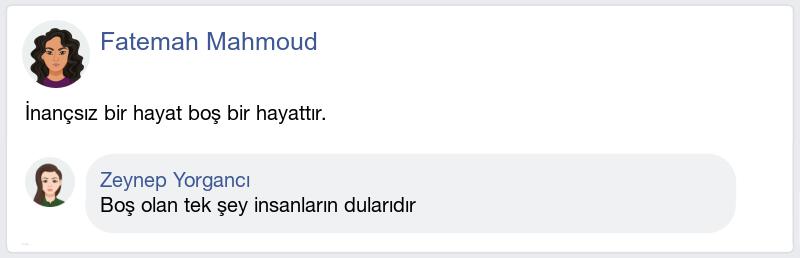 Fatemah Mahmoud
İnançsız bir hayat boş bir hayattır.
Zeynep Yorgancı
Boş olan tek şey insanların dularıdır